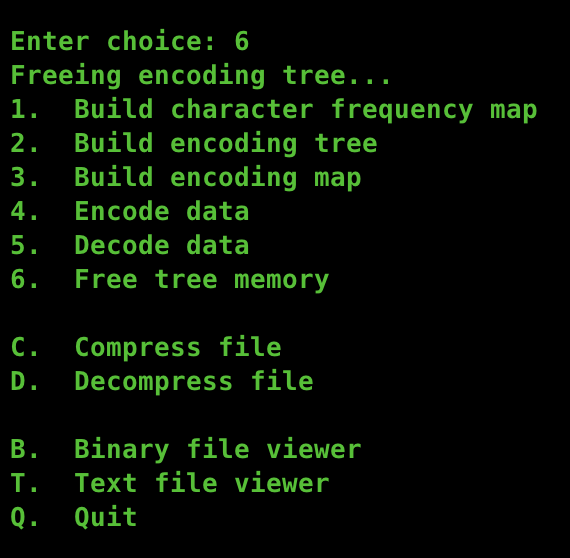 Enter choice: 6
Freeing encoding tree...
1.  Build character frequency map
2.  Build encoding tree
3.  Build encoding map
4.  Encode data
5.  Decode data
6.  Free tree memory

C.  Compress file
D.  Decompress file

B.  Binary file viewer
T.  Text file viewer
Q.  Quit